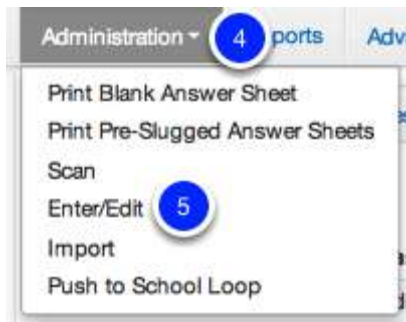 Administration 4 ports Adv
Print Blank Answer Sheet
Print Pre-Slugged Answer Sheets
Scan
Enter/Edit 5
Import
Push to School Loop